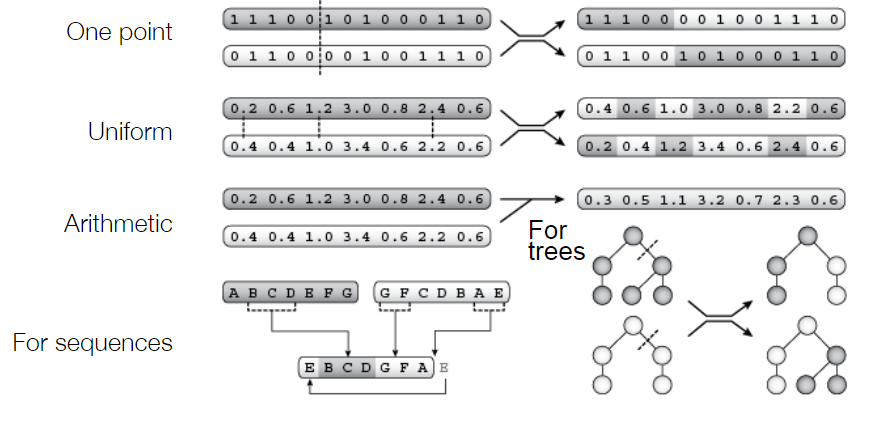 One point
1 1 1 0 0 1 0 1 0 0 0 1 1 0
0 1 1 0 0 0 0 1 0 0 1 1 1 0
1 1 1 0 0 0 0 1 0 0 1 1 1 0
0 1 1 0 0 1 0 1 0 0 0 1 1 0
Uniform
0.2 0.6 1.2 3.0 0.8 2.4 0.6
0.4 0.4 1.0 3.4 0.6 2.2 0.6
0.4 0.6 1.0 3.0 0.8 2.2 0.6
0.2 0.4 1.2 3.4 0.6 2.4 0.6
Arithmetic
0.2 0.6 1.2 3.0 0.8 2.4 0.6
0.4 0.4 1.0 3.4 0.6 2.2 0.6
0.3 0.5 1.1 3.2 0.7 2.3 0.6
For
trees
For sequences
A B C D E F G
G F C D B A E
E B C D G F A E